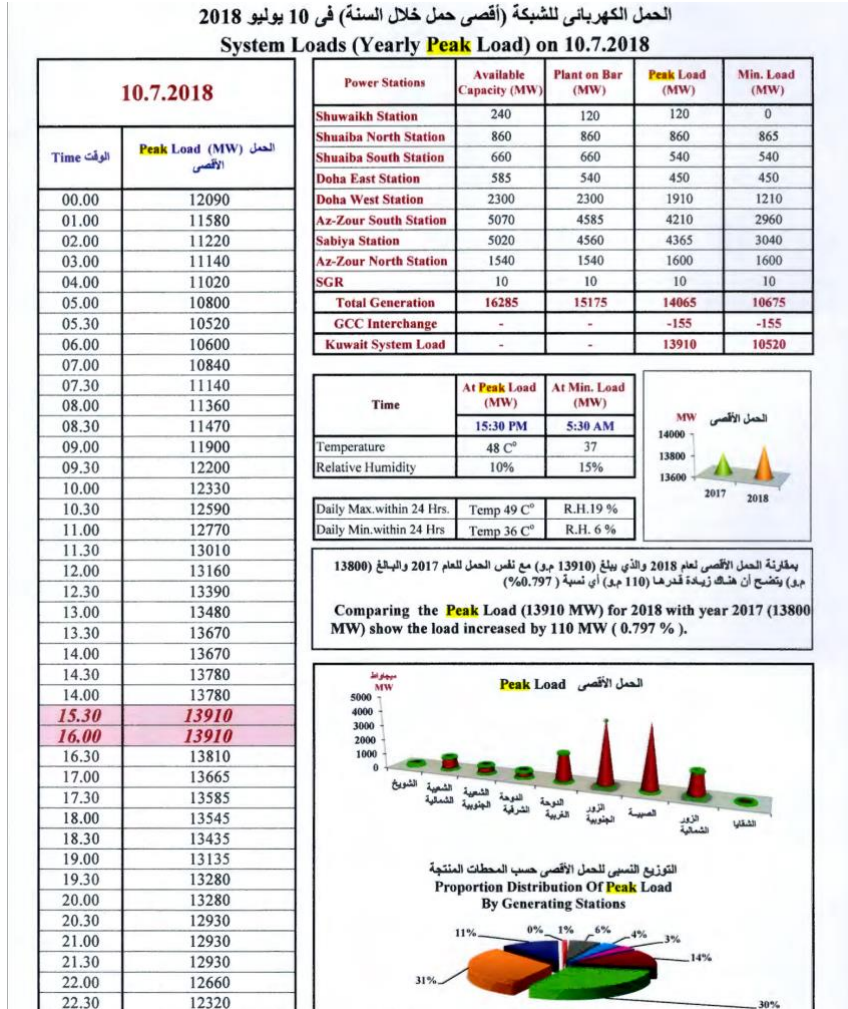 الحمل الكهربائى للشبكة (أقصى حمل خلال السنة) فى 10 يوليو 2018
System Loads (Yearly Peak Load) on 10.7.2018
10.7.2018
Time الوقت Peak Load (MW) الحمل الأقصى
00.00 12090
01.00 11580
02.00 11220
03.00 11140
04.00 11020
05.00 10800
05.30 10520
06.00 10600
07.00 10840
07.30 11140
08.00 11360
08.30 11470
09.00 11900
09.30 12200
10.00 12330
10.30 12590
11.00 12770
11.30 13010
12.00 13160
12.30 13390
13.00 13480
13.30 13670
14.00 13670
14.30 13780
14.00 13780
15.30 13910
16.00 13910
16.30 13810
17.00 13665
17.30 13585
18.00 13545
18.30 13435
19.00 13135
19.30 13280
20.00 13280
20.30 12930
21.00 12930
21.30 12930
22.00 12660
22.30 12320
Power Stations Available Capacity (MW) Plant on Bar (MW) Peak Load (MW) Min. Load (MW)
Shuwaikh Station 240 120 120 0
Shuaiba North Station 860 860 860 865
Shuaiba South Station 660 660 540 540
Doha East Station 585 540 450 450
Doha West Station 2300 2300 1910 1210
Az-Zour South Station 5070 4585 4210 2960
Sabiya Station 5020 4560 4365 3040
Az-Zour North Station 1540 1540 1600 1600
SGR 10 10 10 10
Total Generation 16285 15175 14065 10675
GCC Interchange - - -155 -155
Kuwait System Load - - 13910 10520
Time At Peak Load (MW) At Min. Load (MW)
15:30 PM 5:30 AM
Temperature 48 C° 37
Relative Humidity 10% 15%
Daily Max.within 24 Hrs. Temp 49 C° R.H.19 %
Daily Min.within 24 Hrs Temp 36 C° R.H. 6 %
MW الحمل الأقصى
14000
13800
13600
2017 2018
بمقارنة الحمل الأقصى لعام 2018 والذي يبلغ (13910 م.و) مع نفس الحمل للعام 2017 والبالغ (13800
م.و) يتضح أن هناك زيادة قدرها (110 م.و) أي نسبة ( 0.797%)
Comparing the Peak Load (13910 MW) for 2018 with year 2017 (13800
MW) show the load increased by 110 MW ( 0.797 % ).
ميجاواط
MW
Peak Load الحمل الأقصى
5000
4000
3000
2000
1000
0
الشويخ
الشعيبة الشمالية
الشعيبة الجنوبية
الدوحة الشرقية
الدوحة الغربية
الزور الجنوبية
الصبية
الزور الشمالية
الشقايا
التوزيع النسبى للحمل الأقصى حسب المحطات المنتجة
Proportion Distribution Of Peak Load
By Generating Stations
11% 0% 1% 6% 4% 3% 14% 30% 31%